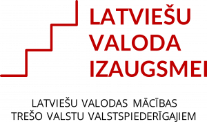 LATVIEŠU
VALODA
IZAUGSMEI
LATVIEŠU VALODAS MĀCĪBAS
TREŠO VALSTU VALSTSPIEDERĪGAJIEM